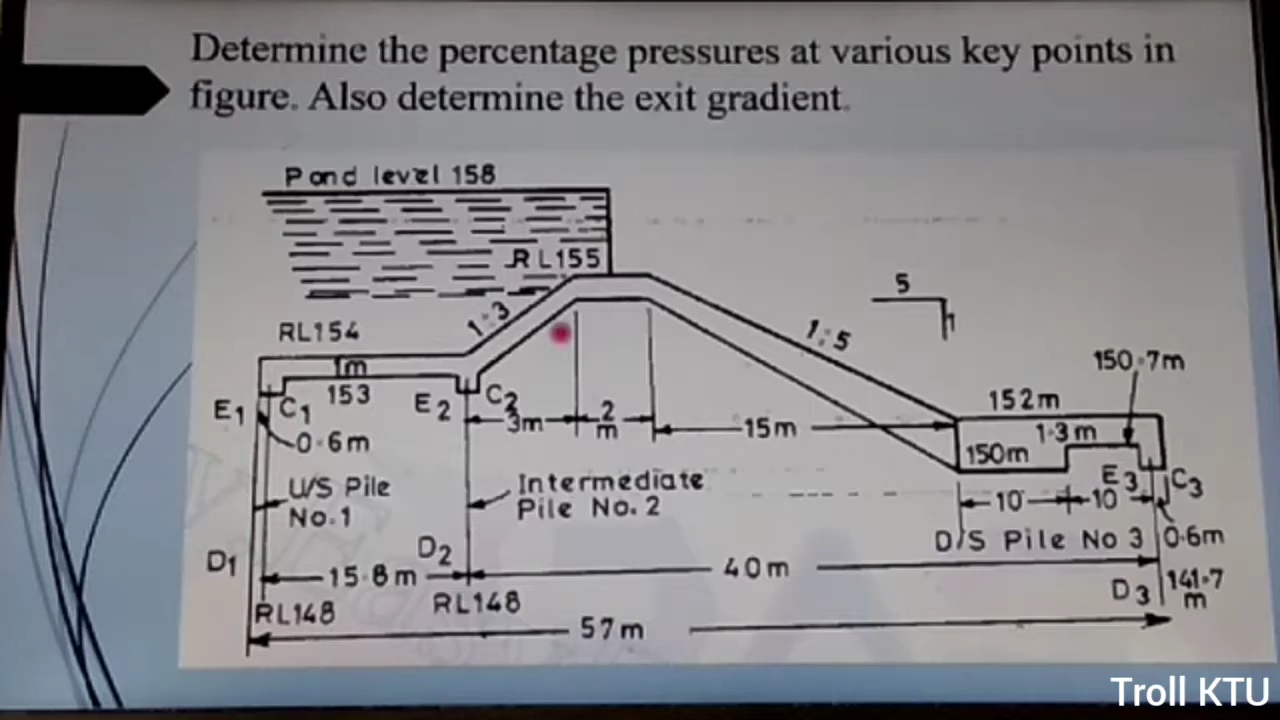 Determine the percentage pressures at various key points in
figure. Also determine the exit gradient.
Pond level 158
RL155
5
1
1:3
1:5
RL154
1m
153
150.7m
152m
1.3m
150m
E1
C1
E2
C2
E3
C3
0.6m
3m
2
m
15m
U/S Pile
No.1
Intermediate
Pile No.2
10
10
D/S Pile No 3
0.6m
D1
D2
15.8m
40m
D3
141.7
m
RL148
RL148
57m
Troll KTU